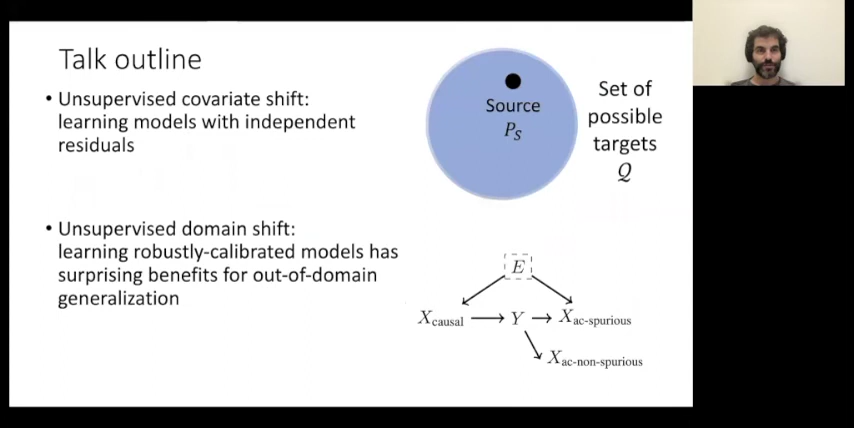 Talk outline
• Unsupervised covariate shift:
learning models with independent
residuals
• Unsupervised domain shift:
learning robustly-calibrated models has
surprising benefits for out-of-domain
generalization
Source
P_S
Set of
possible
targets
𝒬
E
X_causal → Y → X_ac-spurious
X_ac-non-spurious